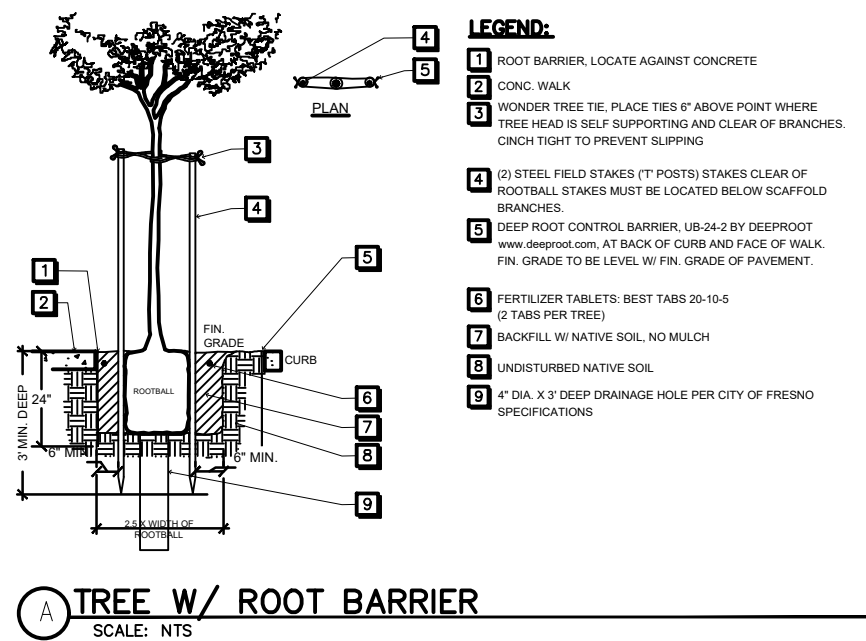 4
5
PLAN
3
4
5
1
2
FIN.
GRADE
CURB
ROOTBALL
24"
3' MIN. DEEP
6" MIN.
6" MIN.
6
7
8
9
2.5 X WIDTH OF
ROOTBALL
LEGEND:
1 ROOT BARRIER, LOCATE AGAINST CONCRETE
2 CONC. WALK
3 WONDER TREE TIE, PLACE TIES 6" ABOVE POINT WHERE
TREE HEAD IS SELF SUPPORTING AND CLEAR OF BRANCHES.
CINCH TIGHT TO PREVENT SLIPPING
4 (2) STEEL FIELD STAKES ('T' POSTS) STAKES CLEAR OF
ROOTBALL STAKES MUST BE LOCATED BELOW SCAFFOLD
BRANCHES.
5 DEEP ROOT CONTROL BARRIER, UB-24-2 BY DEEPROOT
www.deeproot.com, AT BACK OF CURB AND FACE OF WALK.
FIN. GRADE TO BE LEVEL W/ FIN. GRADE OF PAVEMENT.
6 FERTILIZER TABLETS: BEST TABS 20-10-5
(2 TABS PER TREE)
7 BACKFILL W/ NATIVE SOIL, NO MULCH
8 UNDISTURBED NATIVE SOIL
9 4" DIA. X 3' DEEP DRAINAGE HOLE PER CITY OF FRESNO
SPECIFICATIONS
A TREE W/ ROOT BARRIER
SCALE: NTS